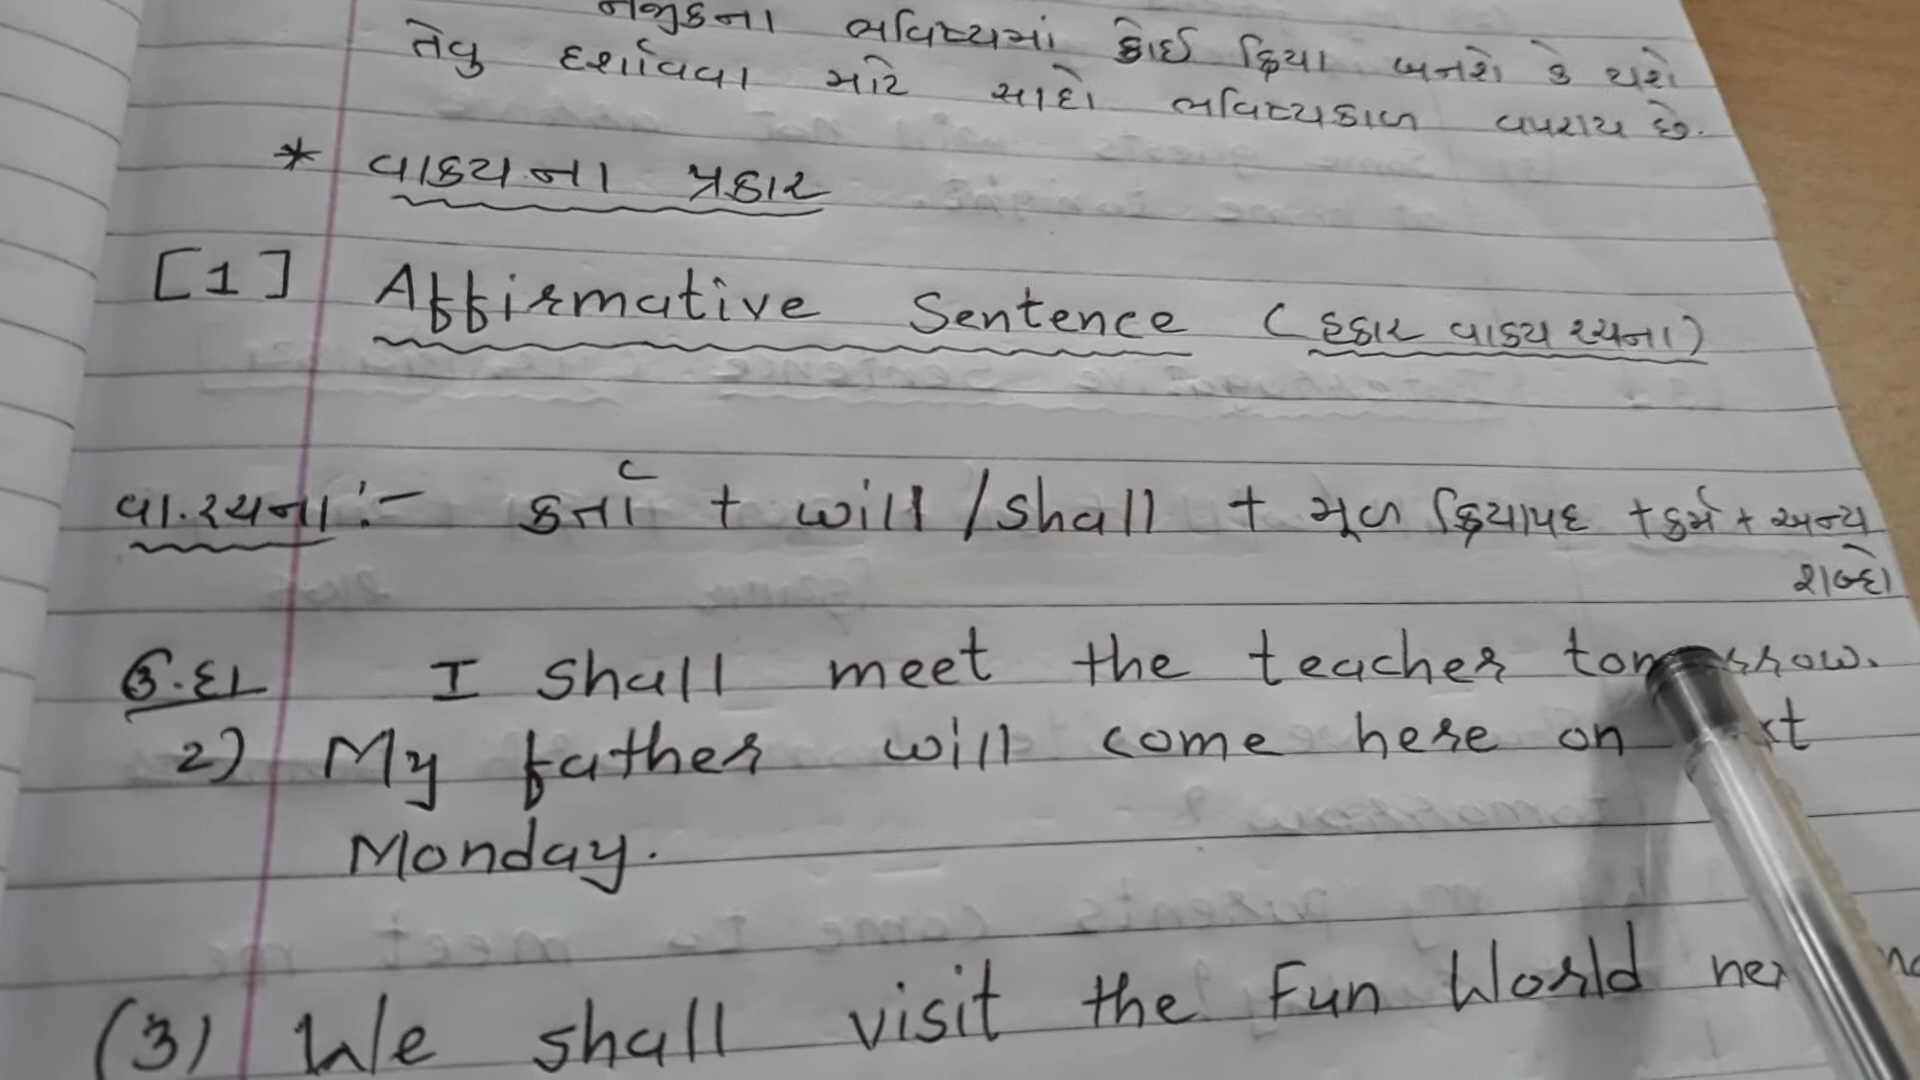 નજીકના ભવિષ્યમાં કોઈ ક્રિયા બનશે કે થશે
તેવુ દર્શાવવા માટે સાદો ભવિષ્યકાળ વપરાય છે.
* વાક્યના પ્રકાર
[1] Affirmative Sentence (હકાર વાક્ય રચના)
વા.રચના :- કર્તા + will / shall + મૂળ ક્રિયાપદ + કર્મ + અન્ય
શબ્દો
ઉ.દા I shall meet the teacher tomorrow.
2) My father will come here on
Monday.
(3) We shall visit the Fun World